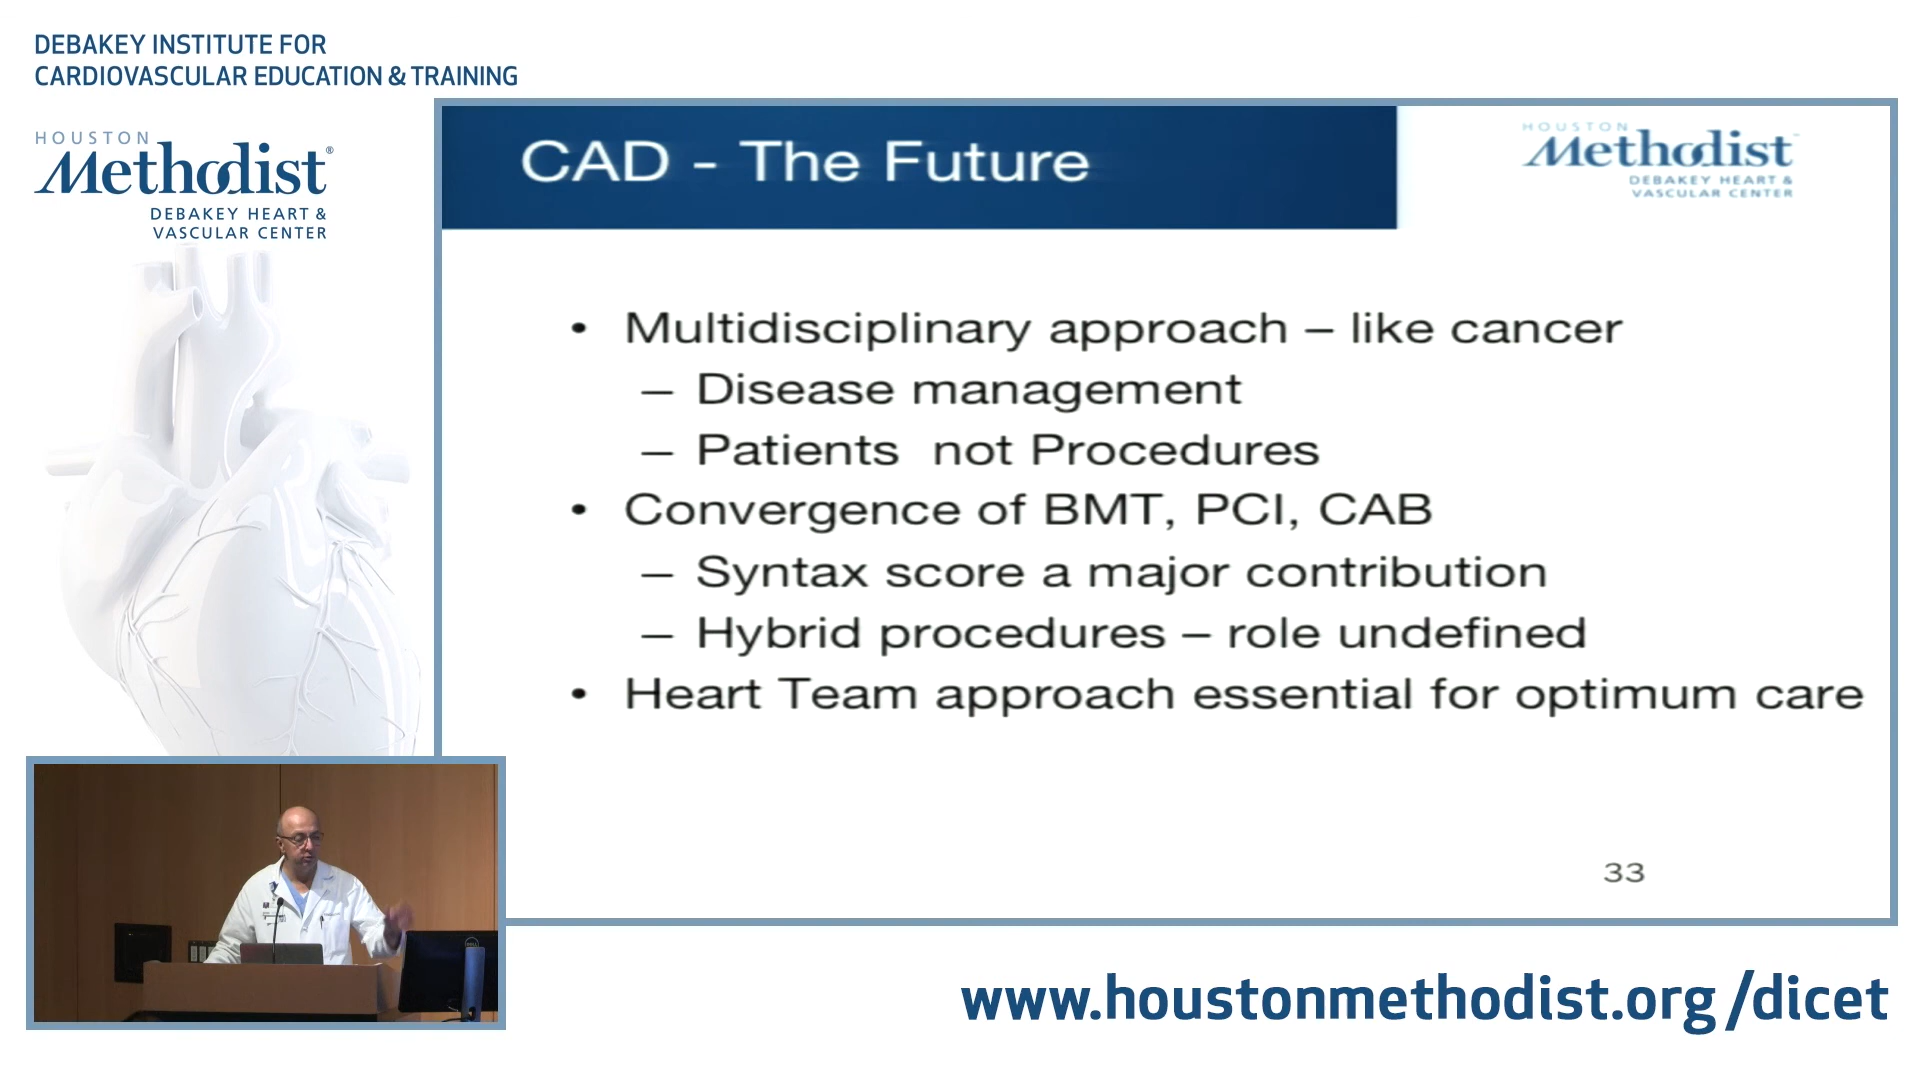 DEBAKEY INSTITUTE FOR
CARDIOVASCULAR EDUCATION & TRAINING
HOUSTON
Methodist®
DEBAKEY HEART &
VASCULAR CENTER
CAD - The Future
HOUSTON
Methodist
DEBAKEY HEART &
VASCULAR CENTER
• Multidisciplinary approach – like cancer
– Disease management
– Patients  not Procedures
• Convergence of BMT, PCI, CAB
– Syntax score a major contribution
– Hybrid procedures – role undefined
• Heart Team approach essential for optimum care
33
DELL
www.houstonmethodist.org/dicet